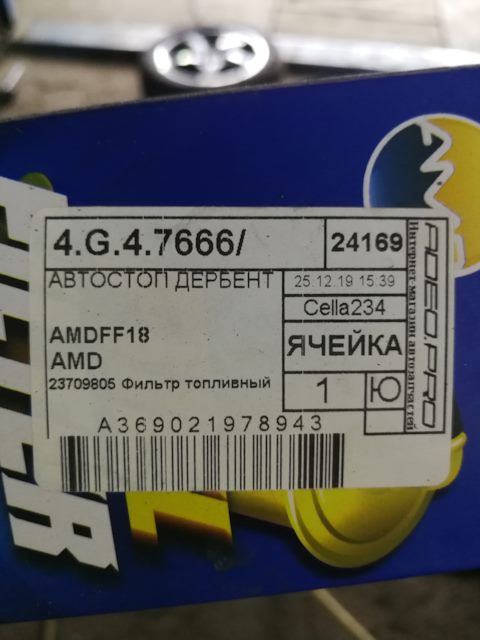 4.G.4.7666/
24169
АВТОСТОП ДЕРБЕНТ
25.12.19 15:39
Cella234
AMDFF18
AMD
ЯЧЕЙКА
23709805 Фильтр топливный
1
Ю
A369021978943
ADEO.PRO
Интернет-магазин автозапчастей